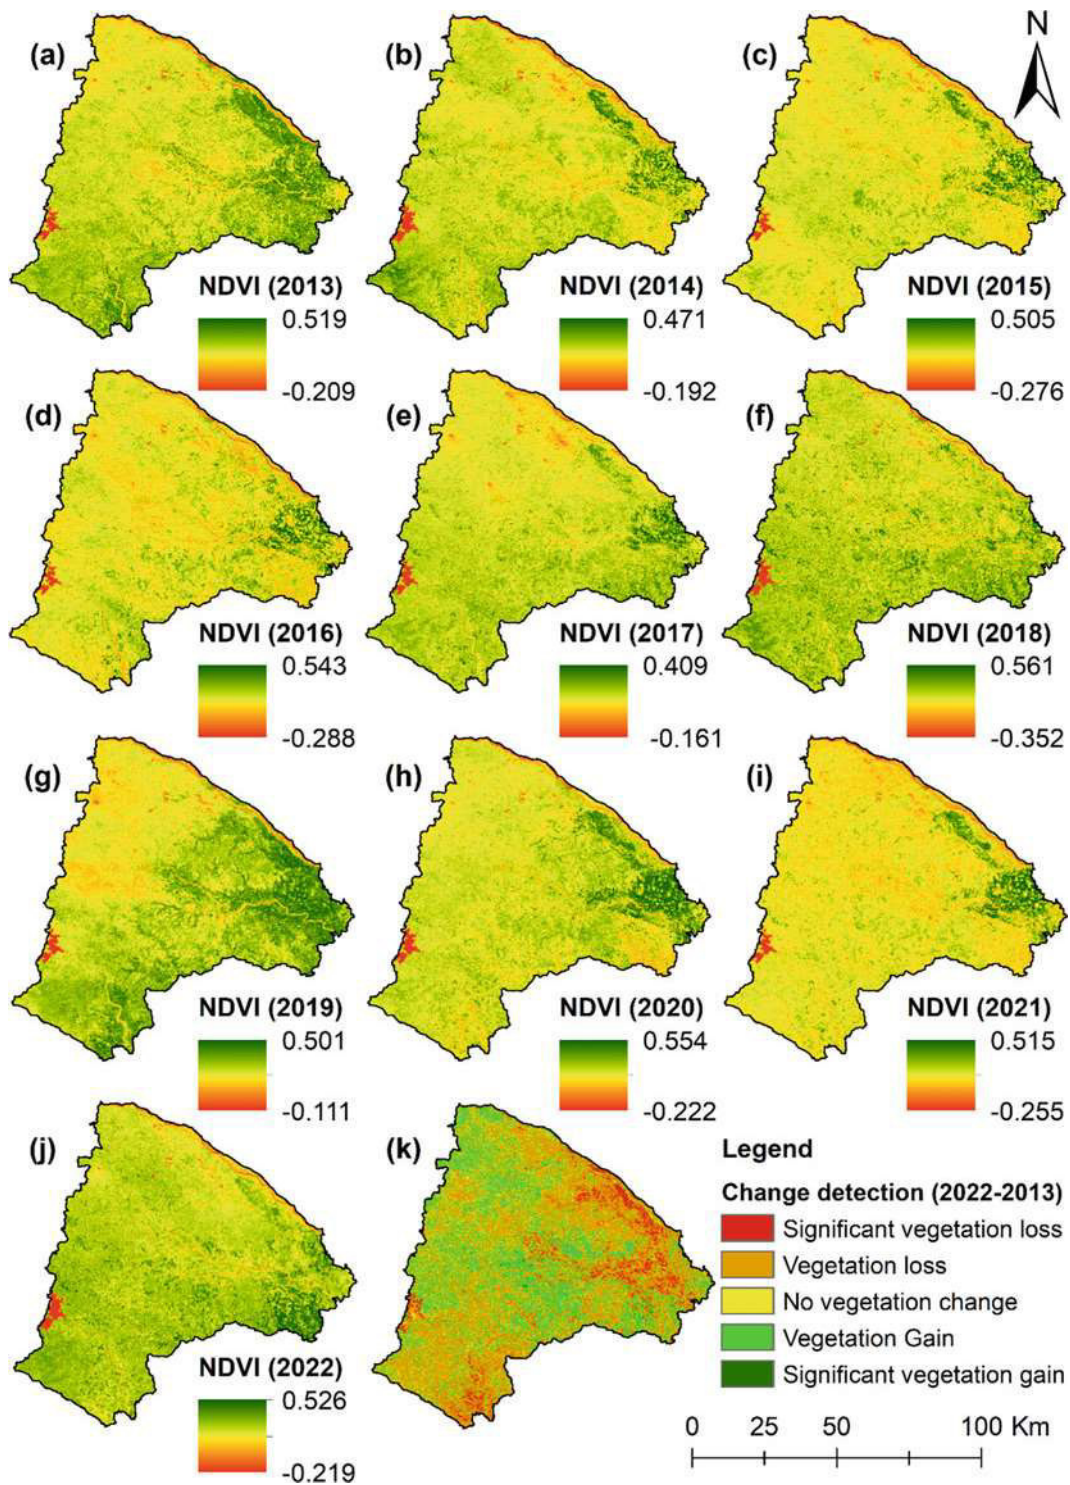 (a)
(b)
(c)
N
NDVI (2013)
0.519
-0.209
NDVI (2014)
0.471
-0.192
NDVI (2015)
0.505
-0.276
(d)
(e)
(f)
NDVI (2016)
0.543
-0.288
NDVI (2017)
0.409
-0.161
NDVI (2018)
0.561
-0.352
(g)
(h)
(i)
NDVI (2019)
0.501
-0.111
NDVI (2020)
0.554
-0.222
NDVI (2021)
0.515
-0.255
(j)
(k)
NDVI (2022)
0.526
-0.219
Legend
Change detection (2022-2013)
Significant vegetation loss
Vegetation loss
No vegetation change
Vegetation Gain
Significant vegetation gain
0 25 50 100 Km